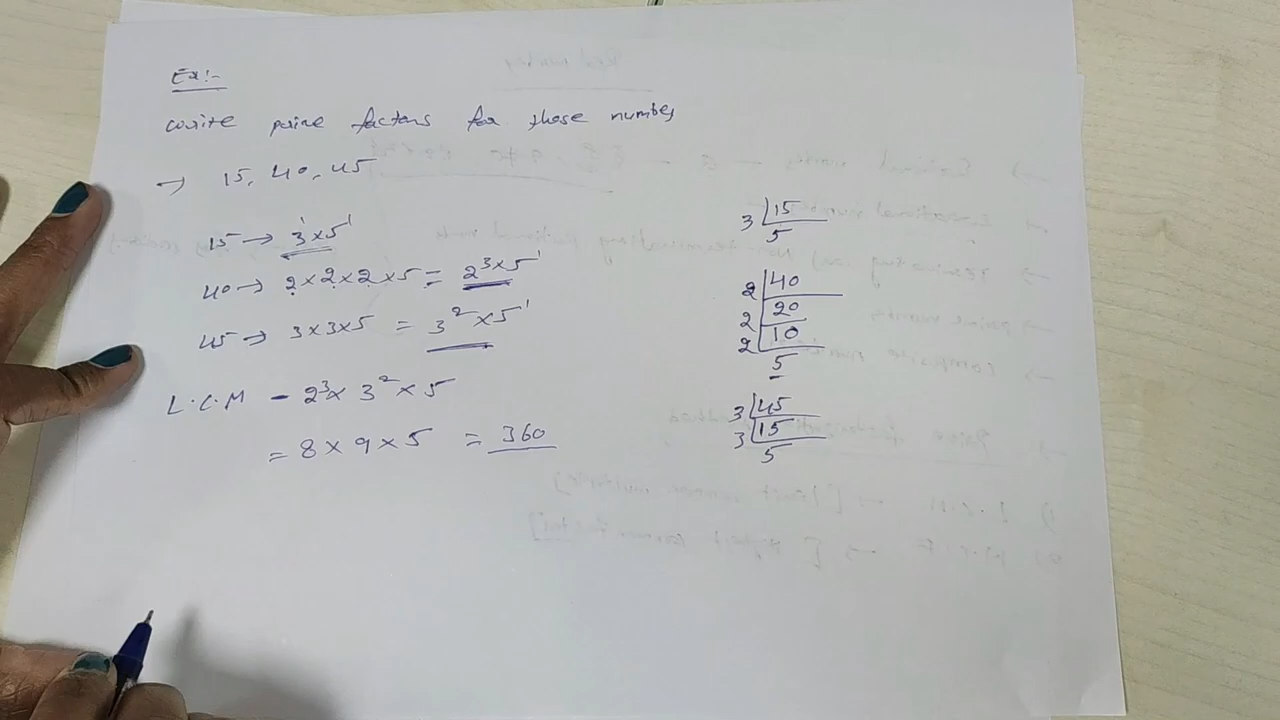 Ex:-
write prime factors for these number
→ 15, 40, 45
15 → 3¹×5¹
40 → 2×2×2×5 = 2³×5¹
45 → 3×3×5 = 3²×5¹
L.C.M - 2³×3²×5
= 8×9×5 = 360
3 | 15
5
2 | 40
2 | 20
2 | 10
5
3 | 45
3 | 15
5